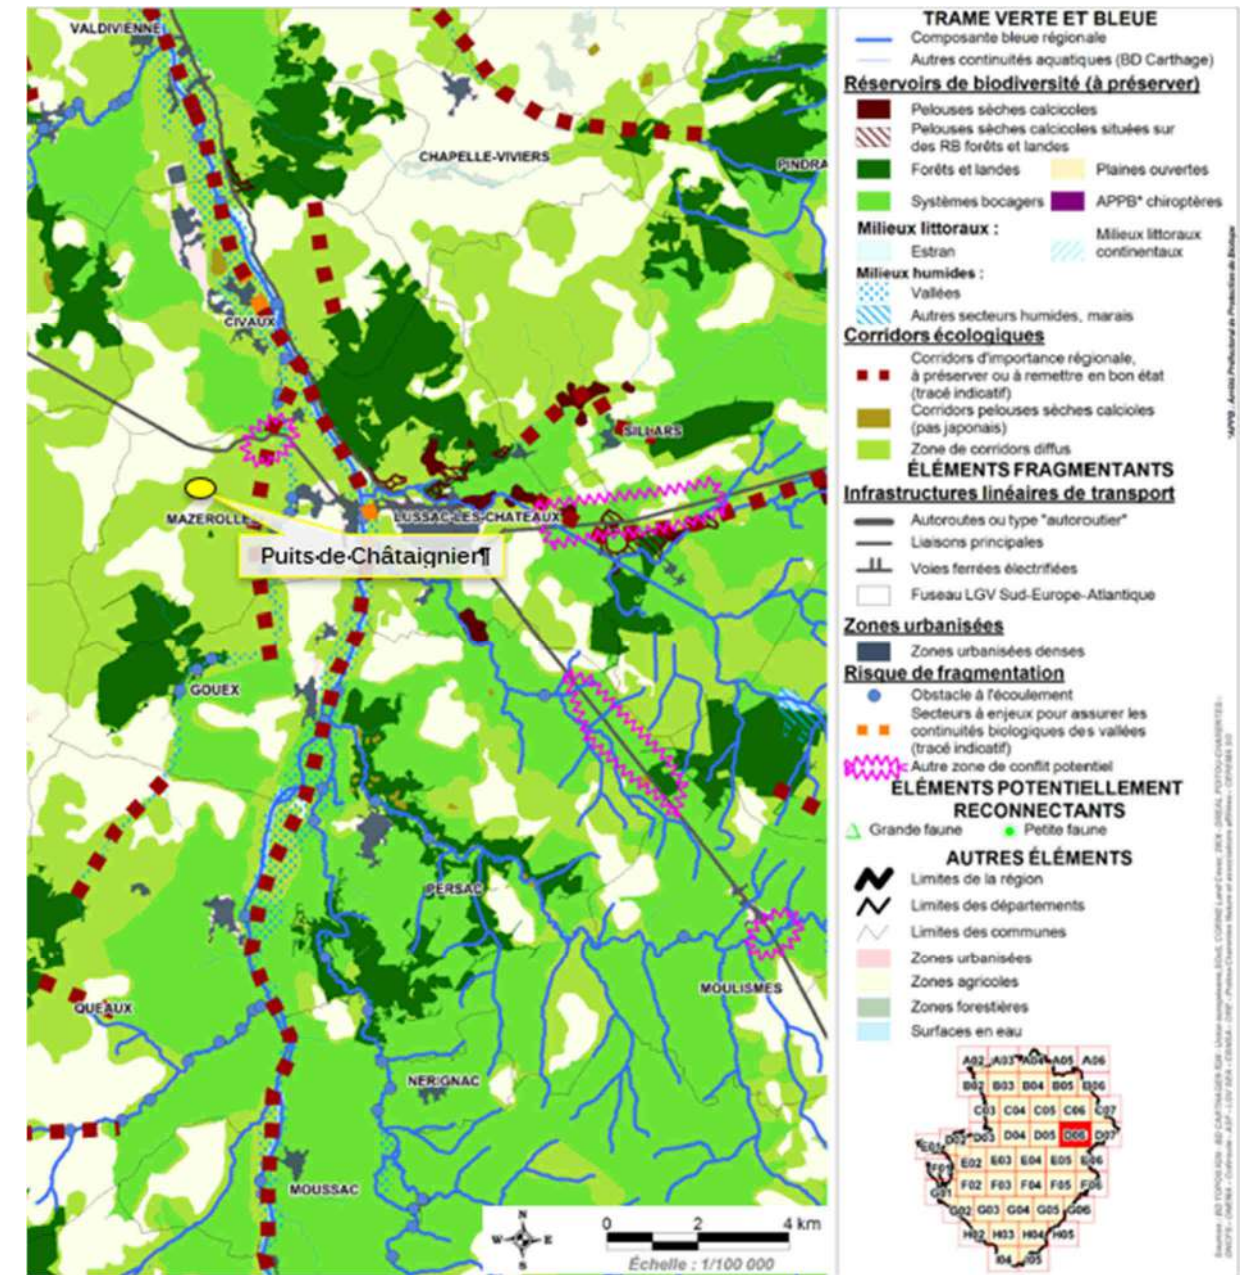 VALDIVIENNE
CHAPELLE-VIVIERS
PINDRA
CIVAUX
SILLARS
MAZEROLLE
LUSSAC-LES-CHATEAUX
Puits·de·Châtaignier¶
GOUEX
PERSAC
QUEAUX
MOULISMES
NERIGNAC
MOUSSAC
N
W E
S
0 2 4 km
Échelle : 1/100 000
TRAME VERTE ET BLEUE
Composante bleue régionale
Autres continuités aquatiques (BD Carthage)
Réservoirs de biodiversité (à préserver)
Pelouses sèches calcicoles
Pelouses sèches calcicoles situées sur
des RB forêts et landes
Forêts et landes
Plaines ouvertes
Systèmes bocagers
APPB* chiroptères
Milieux littoraux :
Estran
Milieux littoraux
continentaux
Milieux humides :
Vallées
Autres secteurs humides, marais
Corridors écologiques
Corridors d'importance régionale,
à préserver ou à remettre en bon état
(tracé indicatif)
Corridors pelouses sèches calcioles
(pas japonais)
Zone de corridors diffus
ÉLÉMENTS FRAGMENTANTS
Infrastructures linéaires de transport
Autoroutes ou type "autoroutier"
Liaisons principales
Voies ferrées électrifiées
Fuseau LGV Sud-Europe-Atlantique
Zones urbanisées
Zones urbanisées denses
Risque de fragmentation
Obstacle à l'écoulement
Secteurs à enjeux pour assurer les
continuités biologiques des vallées
(tracé indicatif)
Autre zone de conflit potentiel
ÉLÉMENTS POTENTIELLEMENT
RECONNECTANTS
Grande faune
Petite faune
AUTRES ÉLÉMENTS
Limites de la région
Limites des départements
Limites des communes
Zones urbanisées
Zones agricoles
Zones forestières
Surfaces en eau
A02 A03 A04 A05 A06
B02 B03 B04 B05 B06
C03 C04 C05 C06 C07
E01 D02 D03 D04 D05 D06 D07
F01 E02 E03 E04 E05 E06
G01 F02 F03 F04 F05 F06
G02 G03 G04 G05 G06
H02 H03 H04 H05
I04 I05
*APPB : Arrêté Préfectoral de Protection de Biotope